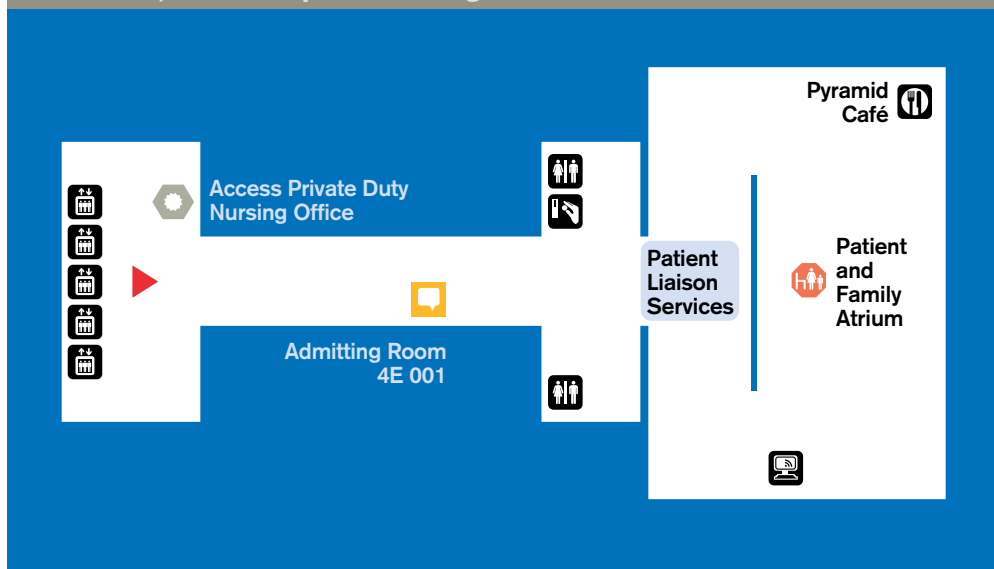 Pyramid
Café
Access Private Duty
Nursing Office
Patient
Liaison
Services
Patient
and
Family
Atrium
Admitting Room
4E 001